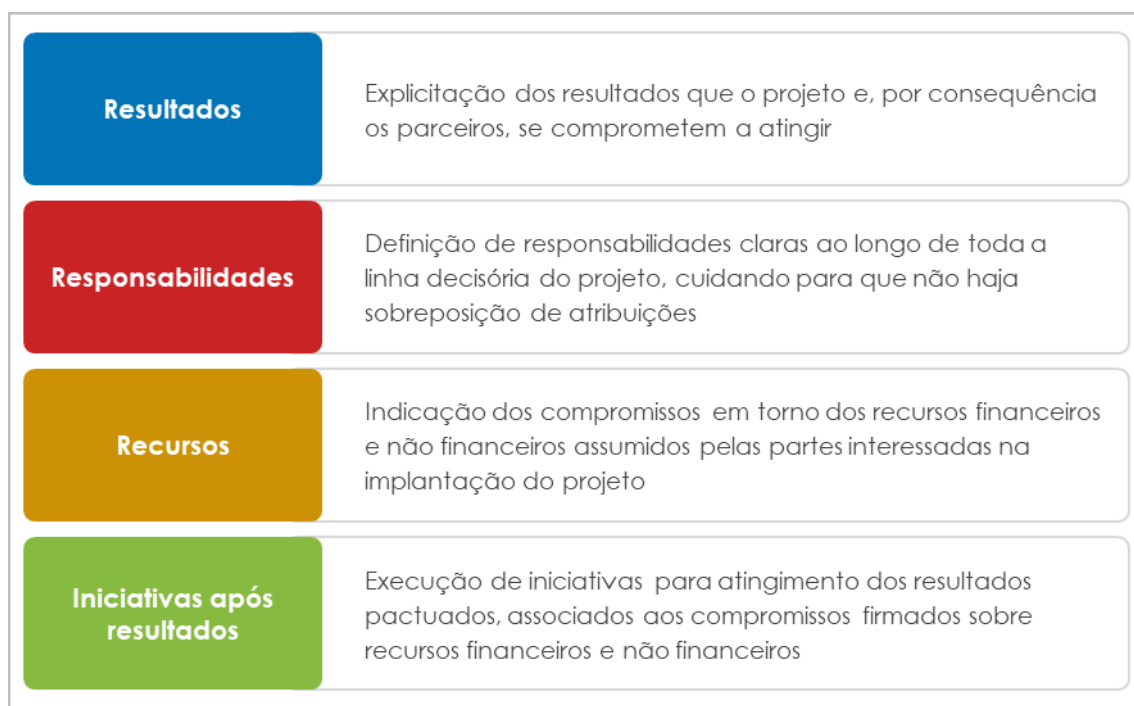 Resultados
Explicitação dos resultados que o projeto e, por consequência
os parceiros, se comprometem a atingir
Responsabilidades
Definição de responsabilidades claras ao longo de toda a
linha decisória do projeto, cuidando para que não haja
sobreposição de atribuições
Recursos
Indicação dos compromissos em torno dos recursos financeiros
e não financeiros assumidos pelas partes interessadas na
implantação do projeto
Iniciativas após
resultados
Execução de iniciativas para atingimento dos resultados
pactuados, associados aos compromissos firmados sobre
recursos financeiros e não financeiros